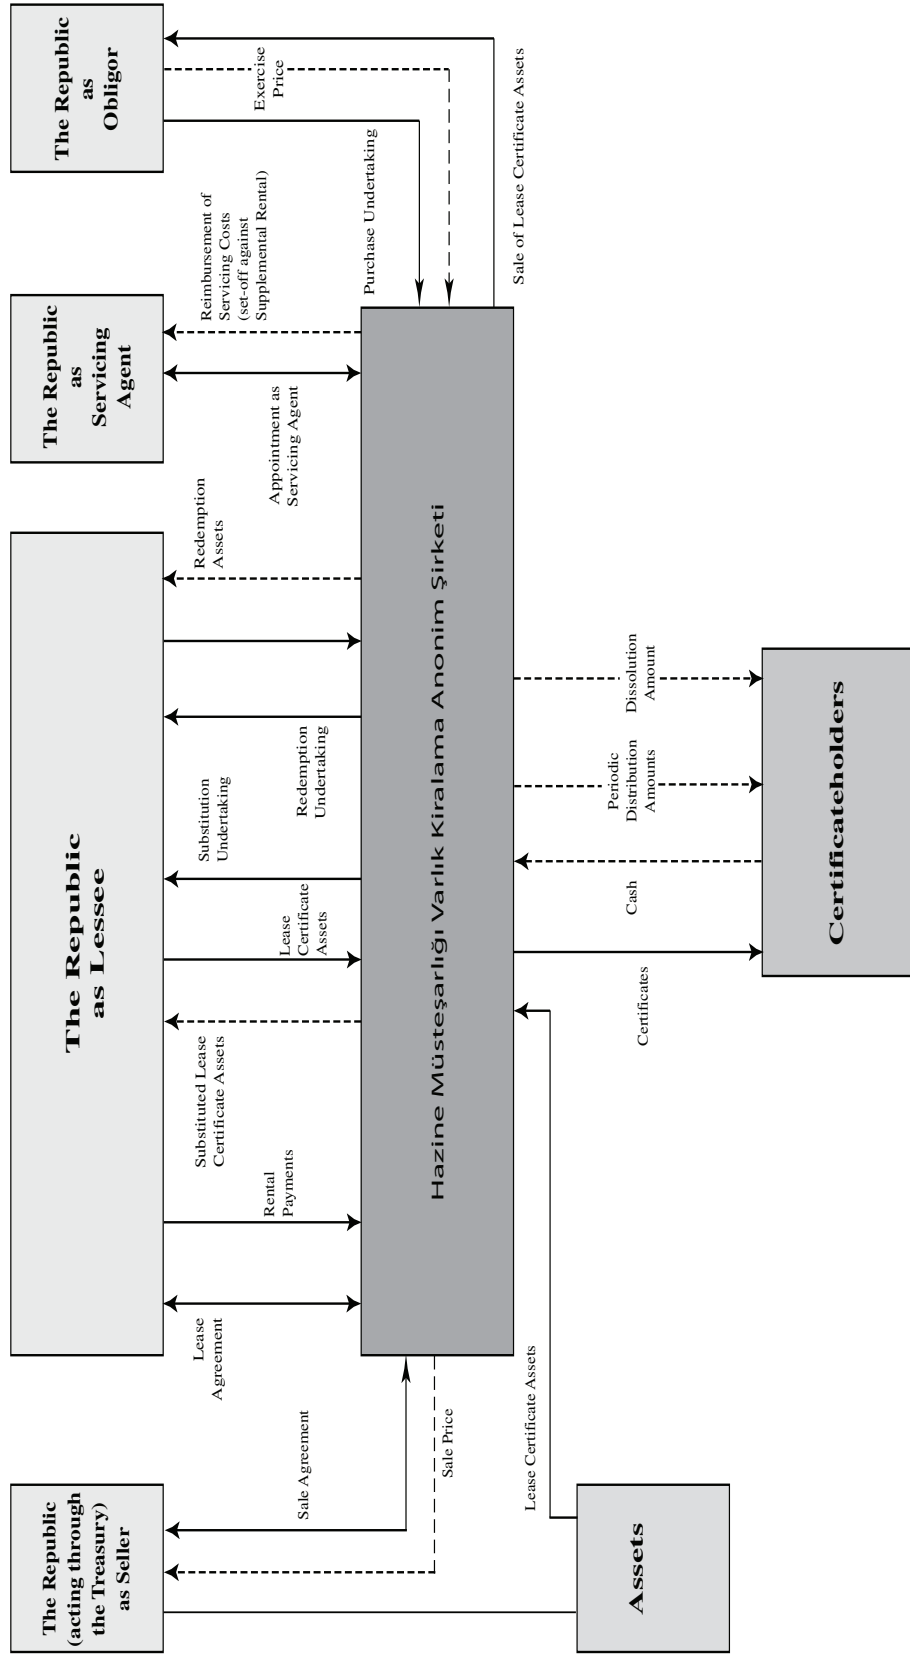 The Republic
(acting through
the Treasury)
as Seller
The Republic
as Lessee
The Republic
as
Servicing
Agent
The Republic
as
Obligor
Sale Agreement
Sale Price
Lease
Agreement
Rental
Payments
Substituted Lease
Certificate Assets
Lease
Certificate
Assets
Substitution
Undertaking
Redemption
Undertaking
Redemption
Assets
Appointment as
Servicing Agent
Reimbursement of
Servicing Costs
(set-off against
Supplemental Rental)
Purchase Undertaking
Exercise
Price
Sale of Lease Certificate Assets
Hazine Müsteşarlığı Varlık Kiralama Anonim Şirketi
Lease Certificate Assets
Certificates
Cash
Periodic
Distribution
Amounts
Dissolution
Amount
Assets
Certificateholders